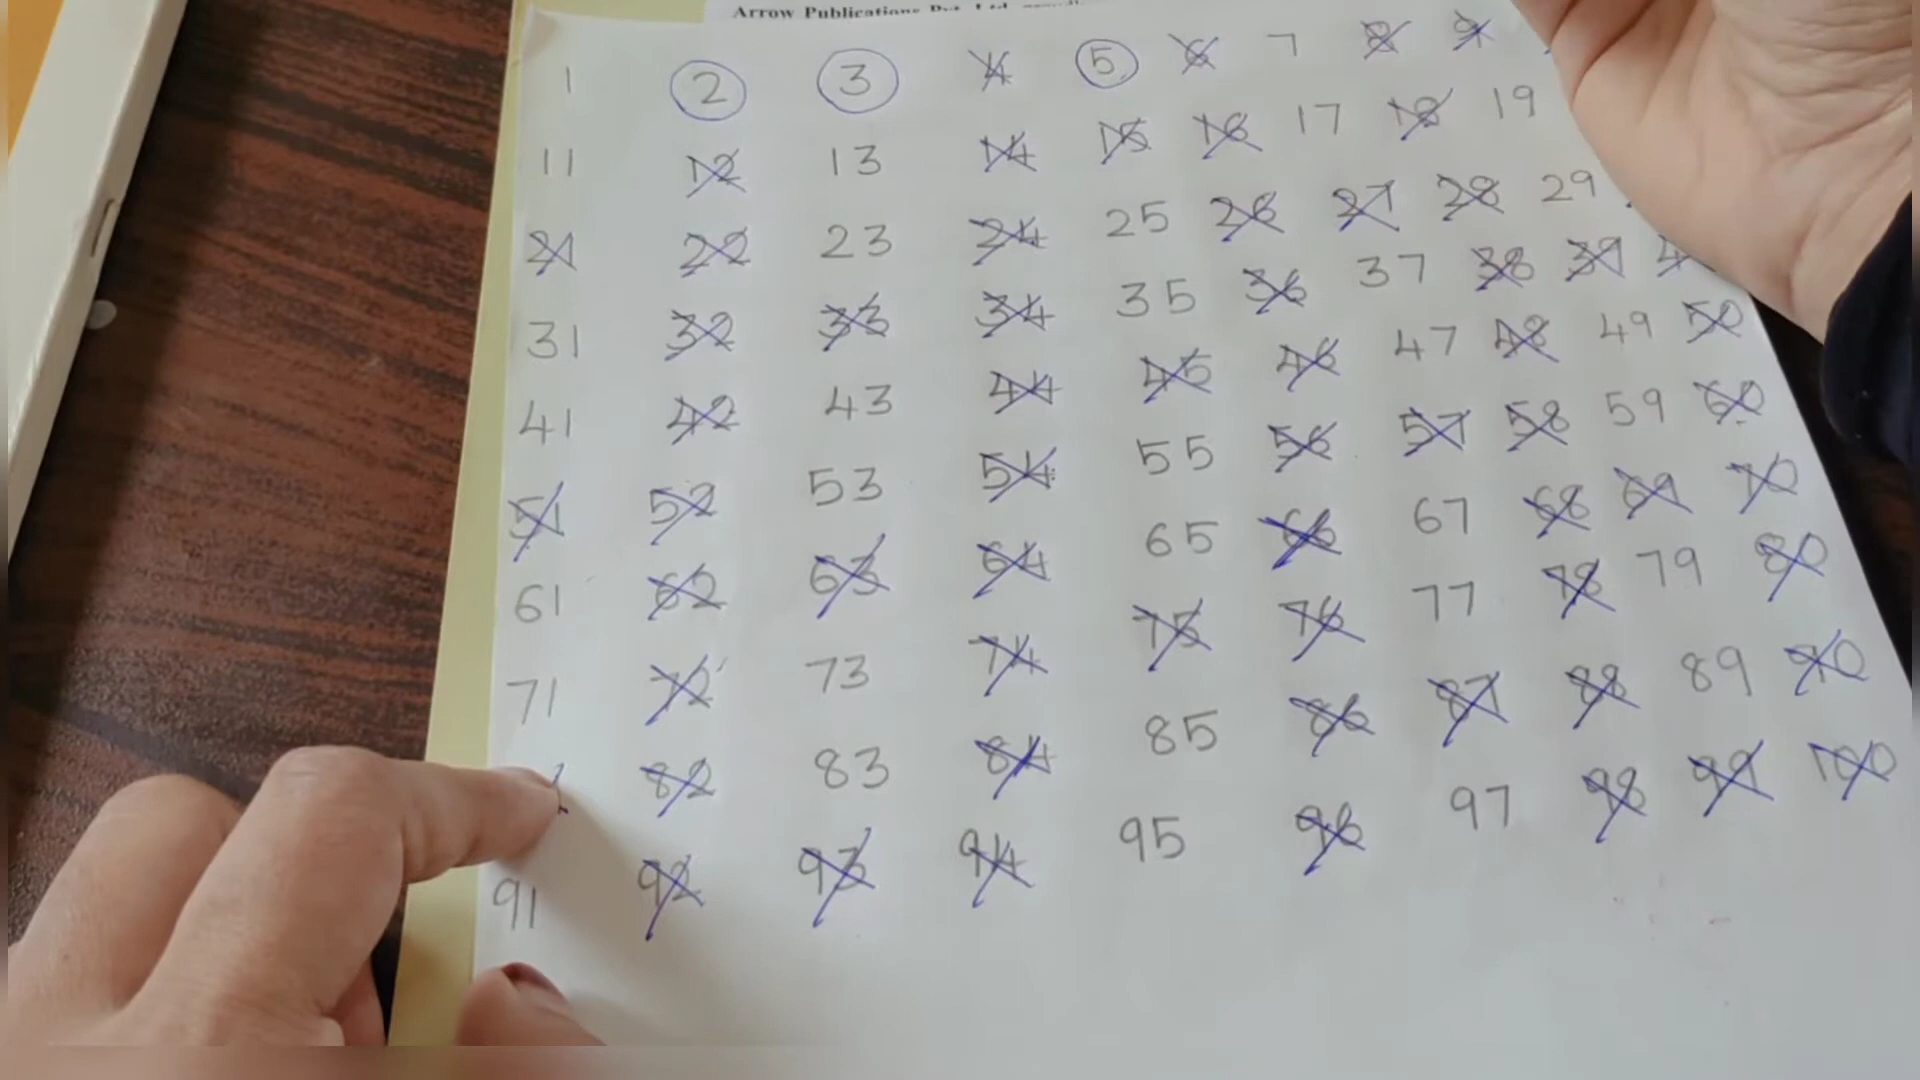 Arrow Publications Pvt. Ltd.
1 2 3 4 5 6 7 8 9
11 12 13 14 15 16 17 18 19
21 22 23 24 25 26 27 28 29
31 32 33 34 35 36 37 38 39
41 42 43 44 45 46 47 48 49 50
51 52 53 54 55 56 57 58 59 60
61 62 63 64 65 66 67 68 69 70
71 72 73 74 75 76 77 78 79 80
82 83 84 85 86 87 88 89 90
91 92 93 94 95 96 97 98 99 100